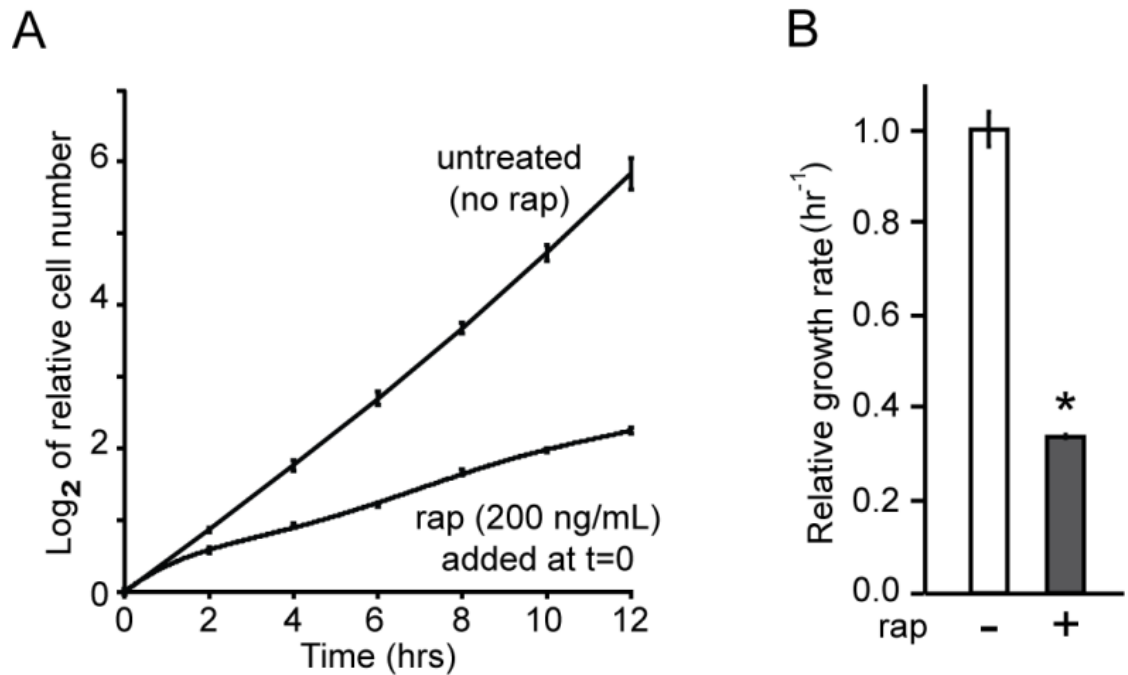 A
B
Log2 of relative cell number
6
4
2
0
untreated
(no rap)
rap (200 ng/mL)
added at t=0
0 2 4 6 8 10 12
Time (hrs)
Relative growth rate (hr-1)
1.0
0.8
0.6
0.4
0.2
0.0
*
rap - +